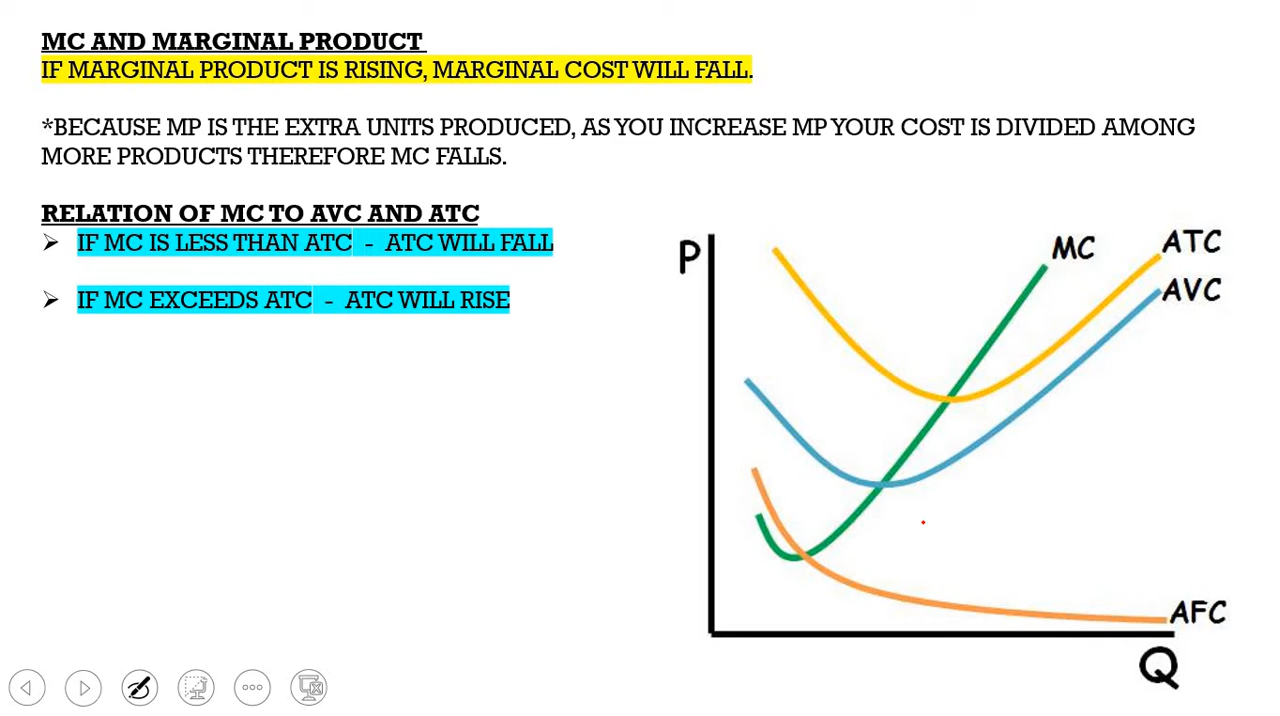 MC AND MARGINAL PRODUCT
IF MARGINAL PRODUCT IS RISING, MARGINAL COST WILL FALL.
*BECAUSE MP IS THE EXTRA UNITS PRODUCED, AS YOU INCREASE MP YOUR COST IS DIVIDED AMONG
MORE PRODUCTS THEREFORE MC FALLS.
RELATION OF MC TO AVC AND ATC
IF MC IS LESS THAN ATC - ATC WILL FALL
IF MC EXCEEDS ATC - ATC WILL RISE
P
MC
ATC
AVC
AFC
Q